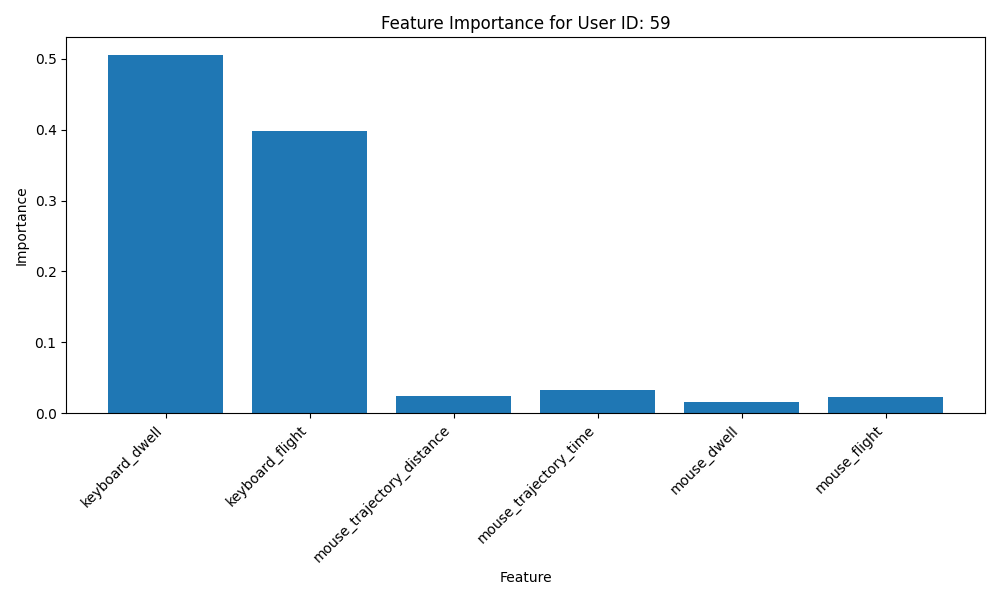 Feature Importance for User ID: 59
Importance
0.5
0.4
0.3
0.2
0.1
0.0
keyboard_dwell
keyboard_flight
mouse_trajectory_distance
mouse_trajectory_time
mouse_dwell
mouse_flight
Feature